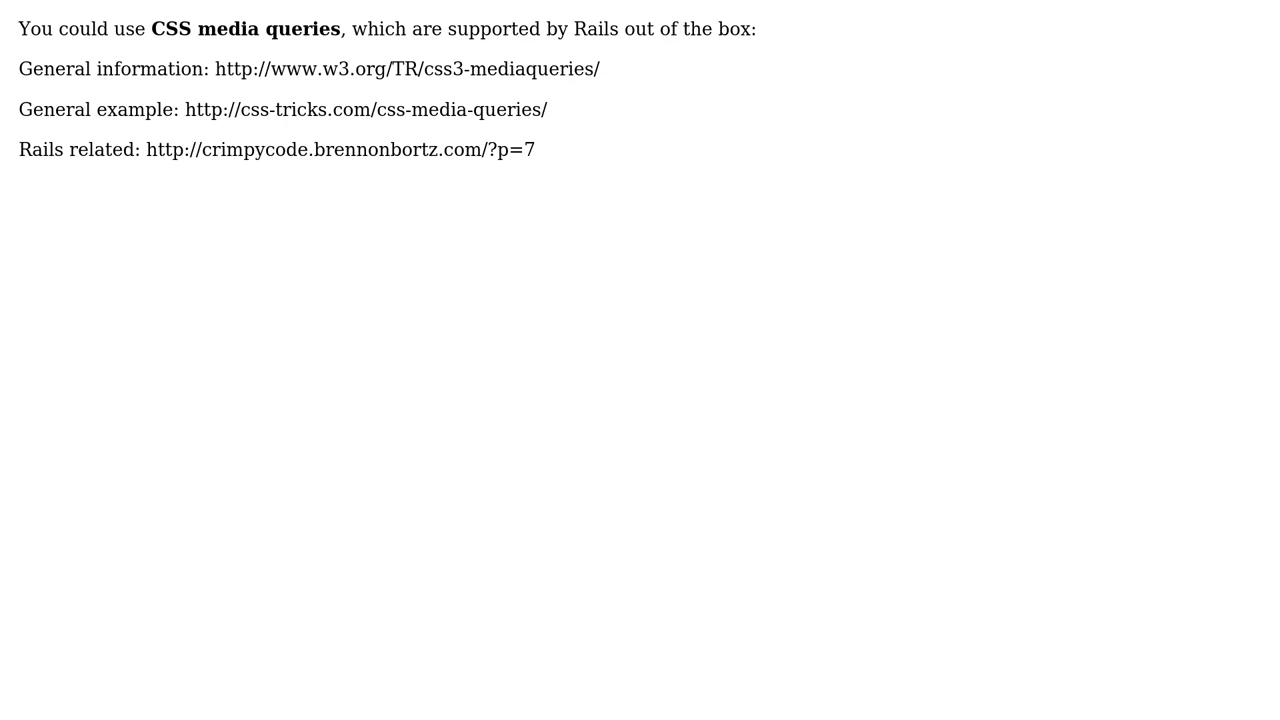 You could use CSS media queries, which are supported by Rails out of the box:
General information: http://www.w3.org/TR/css3-mediaqueries/
General example: http://css-tricks.com/css-media-queries/
Rails related: http://crimpycode.brennonbortz.com/?p=7